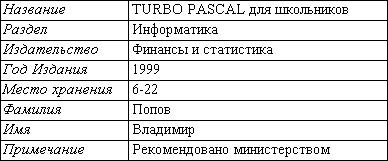 Название TURBO PASCAL для школьников
Раздел Информатика
Издательство Финансы и статистика
Год Издания 1999
Место хранения 6-22
Фамилия Попов
Имя Владимир
Примечание Рекомендовано министерством